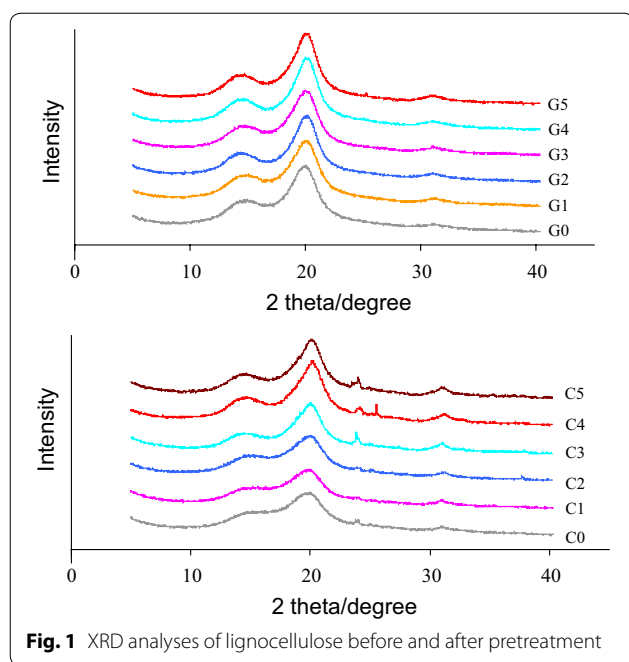 Intensity
G5
G4
G3
G2
G1
G0
0 10 20 30 40
2 theta/degree
Intensity
C5
C4
C3
C2
C1
C0
0 10 20 30 40
2 theta/degree
Fig. 1 XRD analyses of lignocellulose before and after pretreatment